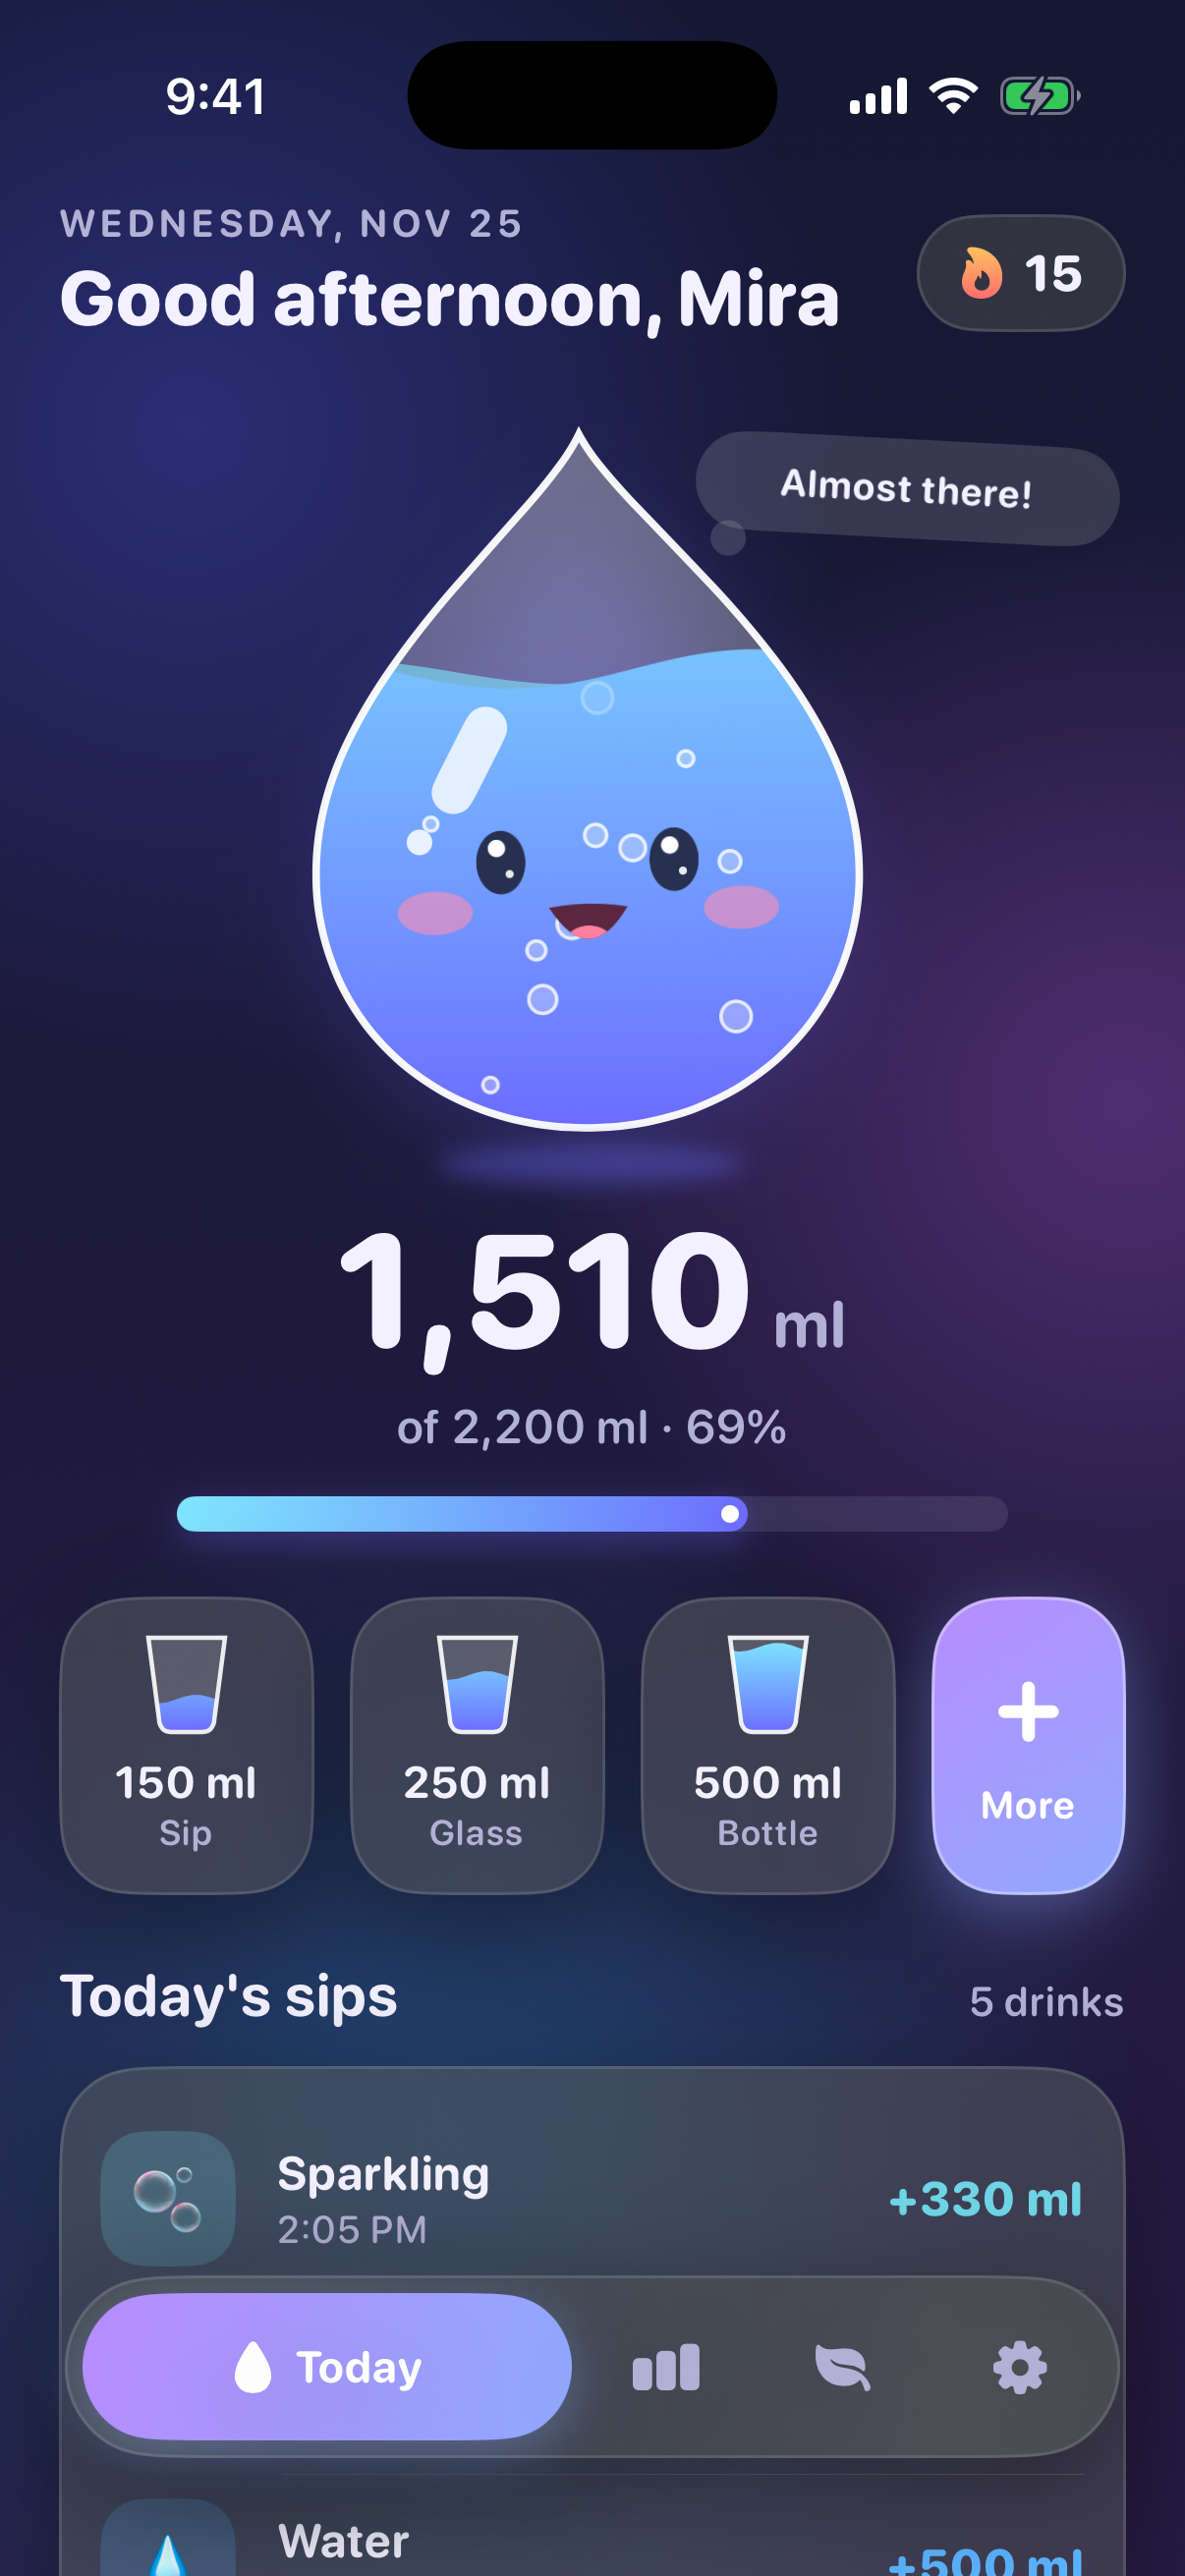 9:41
WEDNESDAY, NOV 25
Good afternoon, Mira
15
Almost there!
1,510 ml
of 2,200 ml · 69%
150 ml
Sip
250 ml
Glass
500 ml
Bottle
More
Today's sips
5 drinks
Sparkling
2:05 PM
+330 ml
Today
Water
+500 ml